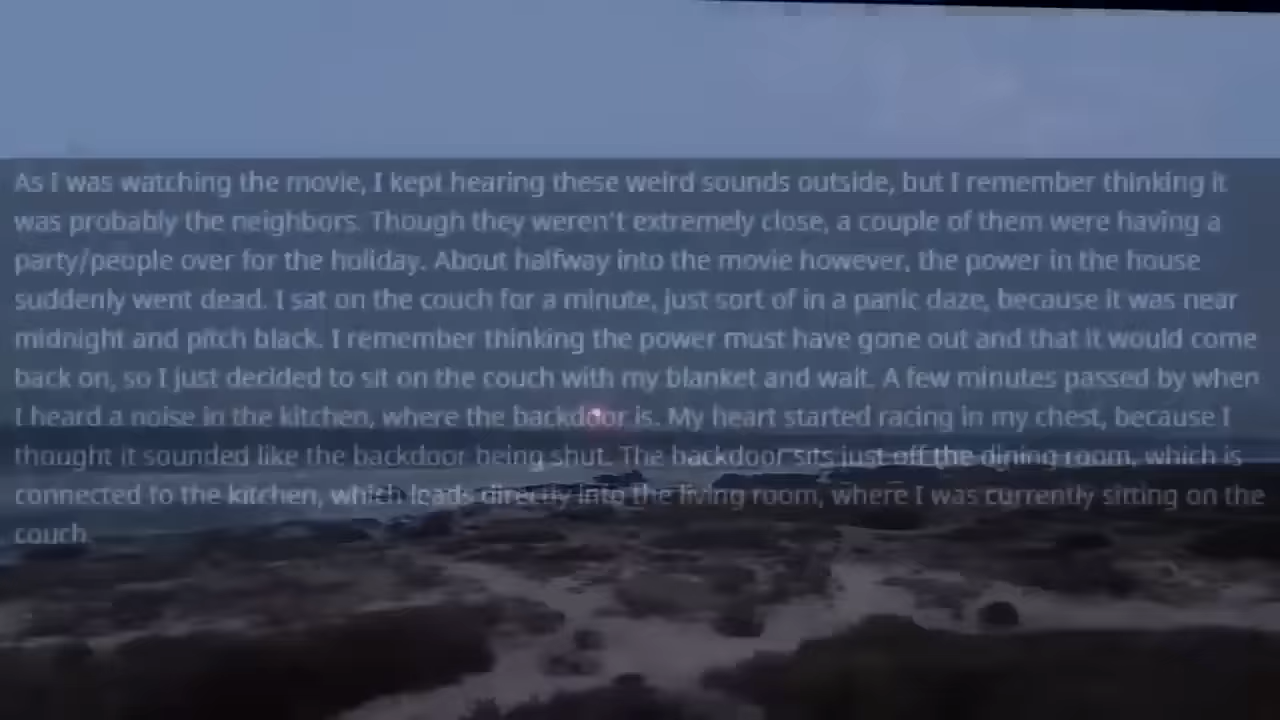 As I was watching the movie, I kept hearing these weird sounds outside, but I remember thinking it
was probably the neighbors. Though they weren't extremely close, a couple of them were having a
party/people over for the holiday. About halfway into the movie however, the power in the house
suddenly went dead. I sat on the couch for a minute, just sort of in a panic daze, because it was near
midnight and pitch black. I remember thinking the power must have gone out and that it would come
back on, so I just decided to sit on the couch with my blanket and wait. A few minutes passed by when
I heard a noise in the kitchen, where the backdoor is. My heart started racing in my chest, because I
thought it sounded like the backdoor being shut. The backdoor sits just off the dining room, which is
connected to the kitchen, which leads directly into the living room, where I was currently sitting on the
couch